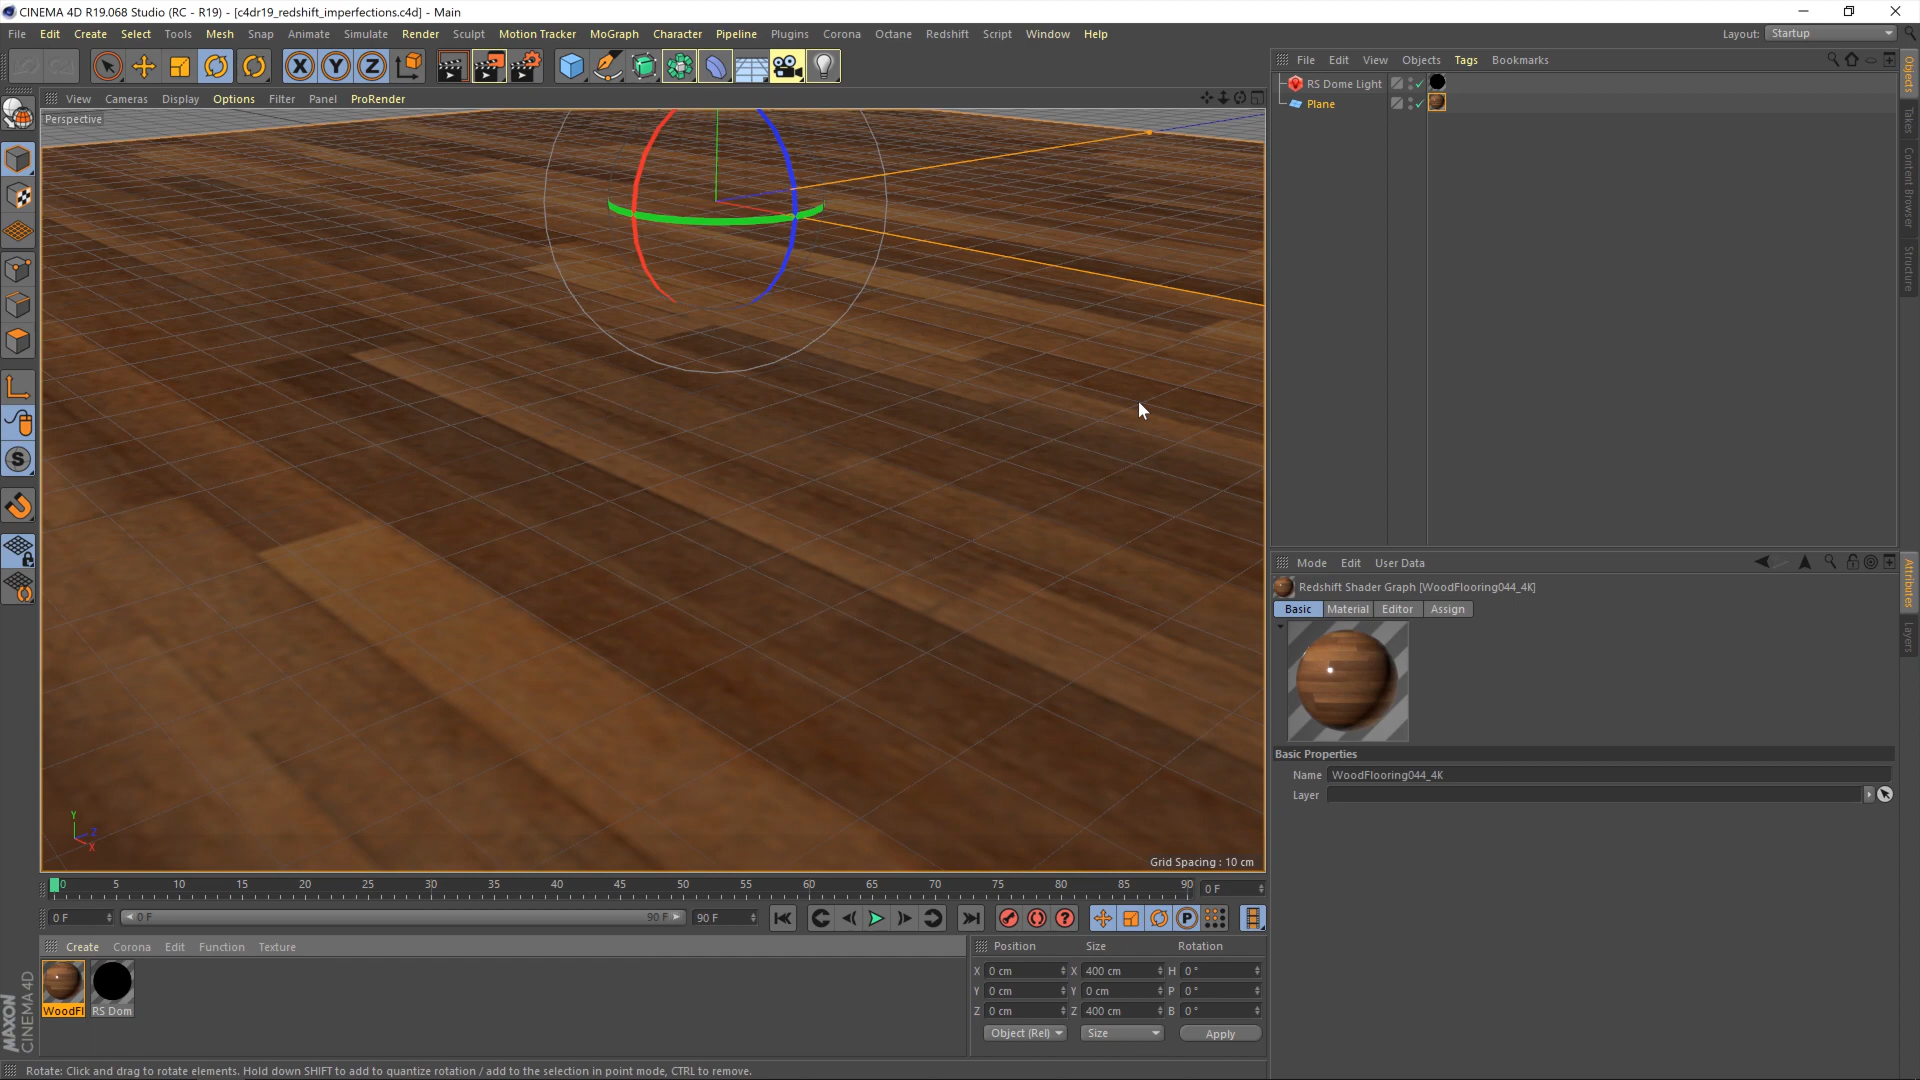 CINEMA 4D R19.068 Studio (RC - R19) - [c4dr19_redshift_imperfections.c4d] - Main
File Edit Create Select Tools Mesh Snap Animate Simulate Render Sculpt Motion Tracker MoGraph Character Pipeline Plugins Corona Octane Redshift Script Window Help
Layout: Startup
X Y Z
File Edit View Objects Tags Bookmarks
RS Dome Light
Plane
Objects
Takes
Content Browser
Structure
View Cameras Display Options Filter Panel ProRender
Perspective
S
Y
Z
X
Grid Spacing : 10 cm
Mode Edit User Data
Redshift Shader Graph [WoodFlooring044_4K]
Basic Material Editor Assign
Basic Properties
Name WoodFlooring044_4K
Layer
Attributes
Layers
0 5 10 15 20 25 30 35 40 45 50 55 60 65 70 75 80 85 90 0 F
0 F 0 F 90 F 90 F
P
Create Corona Edit Function Texture
WoodFl RS Dom
Position Size Rotation
X 0 cm X 400 cm H 0 °
Y 0 cm Y 0 cm P 0 °
Z 0 cm Z 400 cm B 0 °
Object (Rel) Size Apply
MAXON
CINEMA 4D
Rotate: Click and drag to rotate elements. Hold down SHIFT to add to quantize rotation / add to the selection in point mode, CTRL to remove.